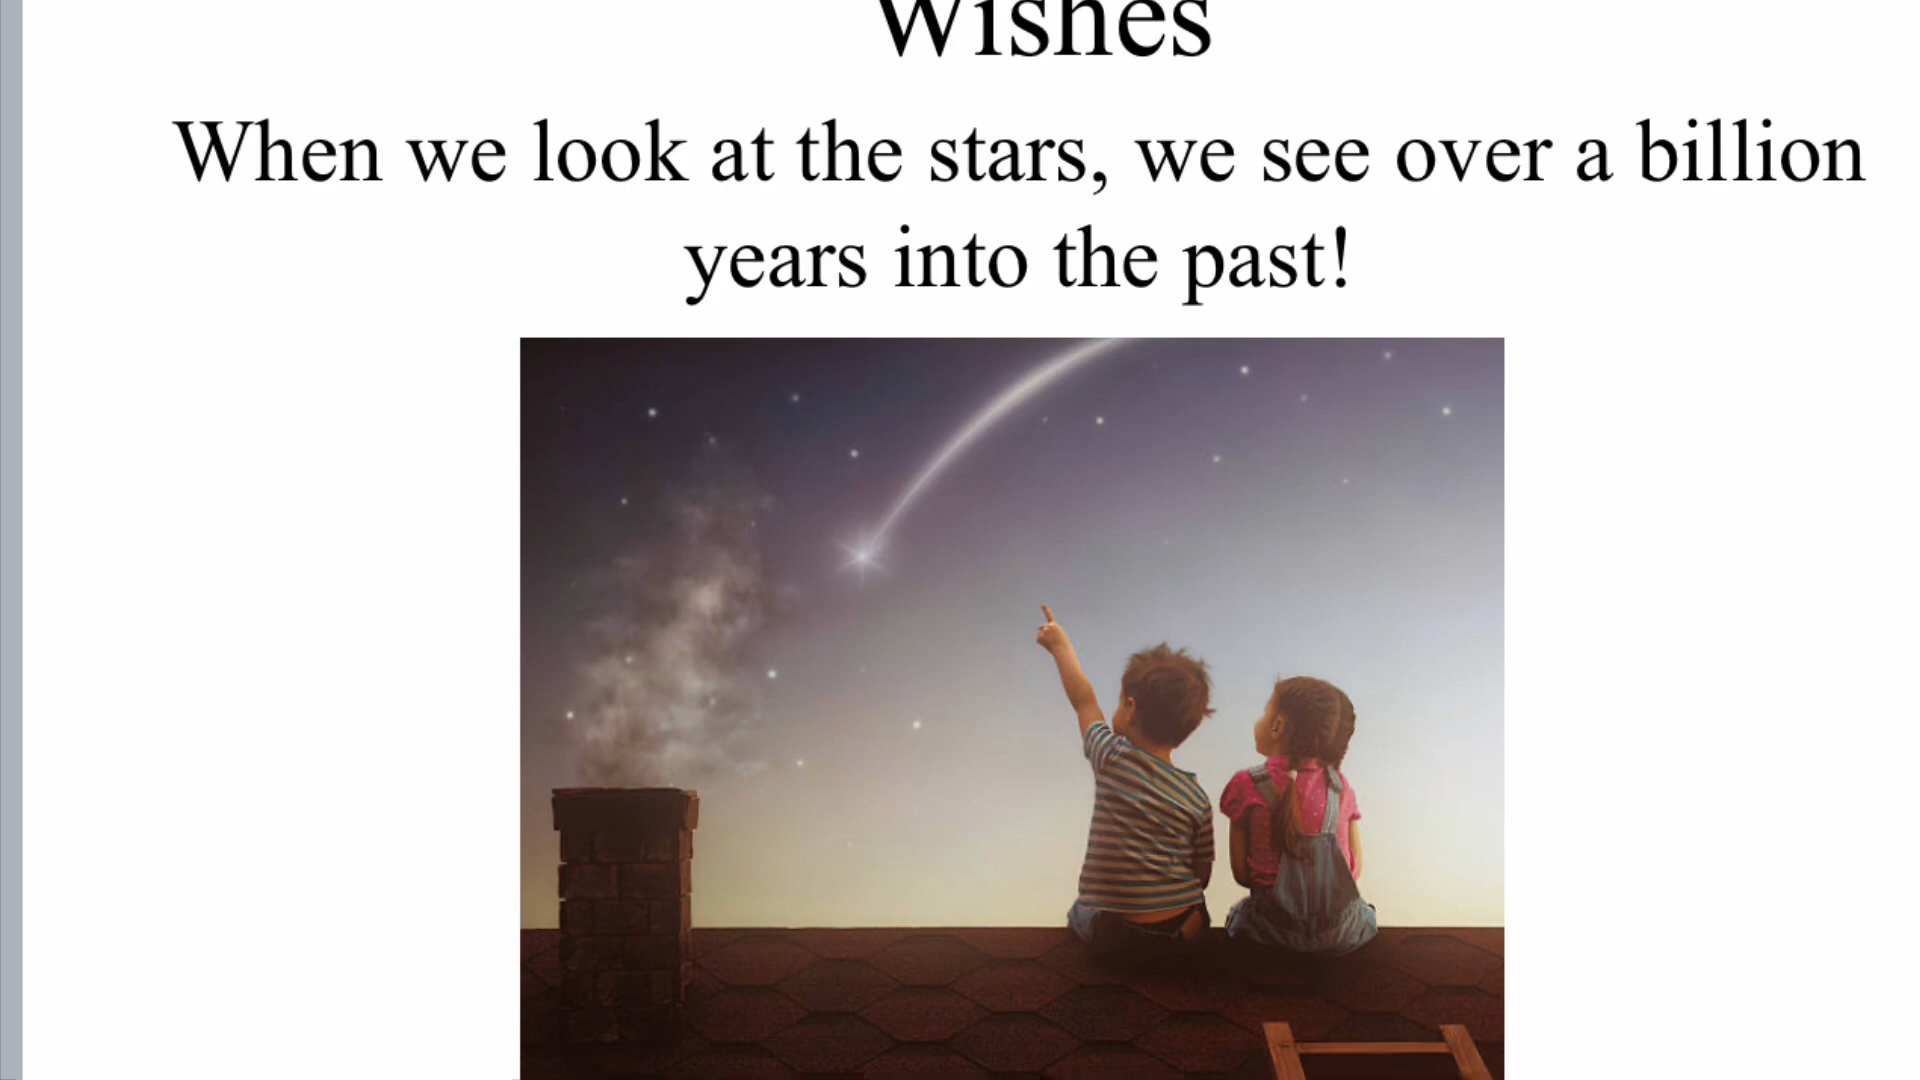 Wishes
When we look at the stars, we see over a billion
years into the past!